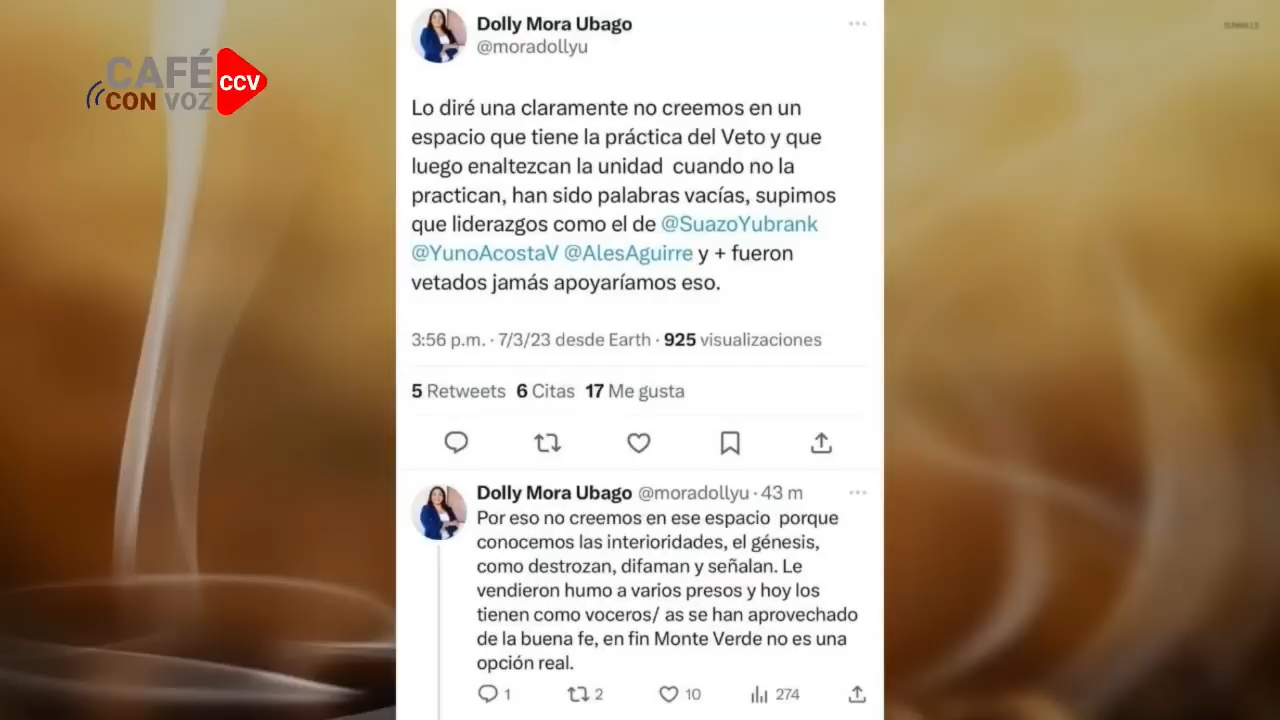 CAFÉ
CON VOZ
CCV
Dolly Mora Ubago
@moradollyu
Lo diré una claramente no creemos en un
espacio que tiene la práctica del Veto y que
luego enaltezcan la unidad cuando no la
practican, han sido palabras vacías, supimos
que liderazgos como el de @SuazoYubrank
@YunoAcostaV @AlesAguirre y + fueron
vetados jamás apoyaríamos eso.
3:56 p.m. · 7/3/23 desde Earth · 925 visualizaciones
5 Retweets 6 Citas 17 Me gusta
Dolly Mora Ubago @moradollyu · 43 m
Por eso no creemos en ese espacio porque
conocemos las interioridades, el génesis,
como destrozan, difaman y señalan. Le
vendieron humo a varios presos y hoy los
tienen como voceros/ as se han aprovechado
de la buena fe, en fin Monte Verde no es una
opción real.
1 2 10 274